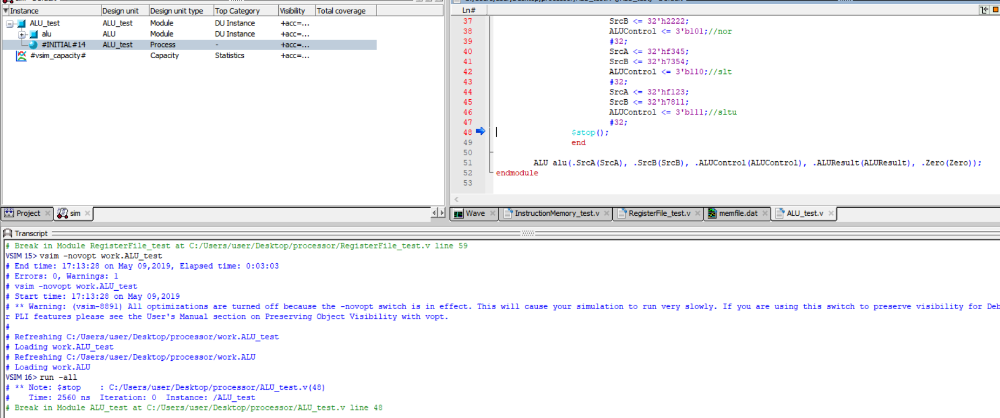 Instance Design unit Design unit type Top Category Visibility Total coverage
ALU_test ALU_test Module DU Instance +acc=...
alu ALU Module DU Instance +acc=...
#INITIAL#14 ALU_test Process - +acc=...
#vsim_capacity# Capacity Statistics +acc=...
Project sim
Ln#
37 SrcB <= 32'h2222;
38 ALUControl <= 3'b101;//nor
39 #32;
40 SrcA <= 32'hf345;
41 SrcB <= 32'h7354;
42 ALUControl <= 3'b110;//slt
43 #32;
44 SrcA <= 32'hf123;
45 SrcB <= 32'h7811;
46 ALUControl <= 3'b111;//sltu
47 #32;
48 $stop();
49 end
50
51 ALU alu(.SrcA(SrcA), .SrcB(SrcB), .ALUControl(ALUControl), .ALUResult(ALUResult), .Zero(Zero));
52 endmodule
53
Wave InstructionMemory_test.v RegisterFile_test.v memfile.dat ALU_test.v
Transcript
# Break in Module RegisterFile_test at C:/Users/user/Desktop/processor/RegisterFile_test.v line 59
VSIM 15> vsim -novopt work.ALU_test
# End time: 17:13:28 on May 09,2019, Elapsed time: 0:03:03
# Errors: 0, Warnings: 1
# vsim -novopt work.ALU_test
# Start time: 17:13:28 on May 09,2019
# ** Warning: (vsim-8891) All optimizations are turned off because the -novopt switch is in effect. This will cause your simulation to run very slowly. If you are using this switch to preserve visibility for Deb
r PLI features please see the User's Manual section on Preserving Object Visibility with vopt.
#
# Refreshing C:/Users/user/Desktop/processor/work.ALU_test
# Loading work.ALU_test
# Refreshing C:/Users/user/Desktop/processor/work.ALU
# Loading work.ALU
VSIM 16> run -all
# ** Note: $stop : C:/Users/user/Desktop/processor/ALU_test.v(48)
# Time: 2560 ns Iteration: 0 Instance: /ALU_test
# Break in Module ALU_test at C:/Users/user/Desktop/processor/ALU_test.v line 48